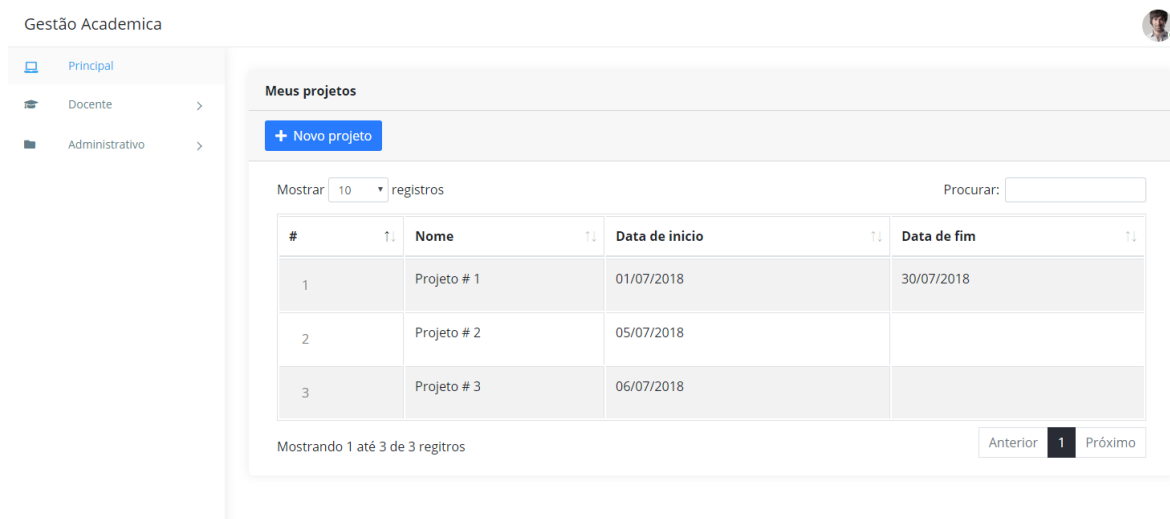 Gestão Academica
Principal
Docente
Administrativo
Meus projetos
+ Novo projeto
Mostrar 10 registros
Procurar:
# Nome Data de inicio Data de fim
1 Projeto # 1 01/07/2018 30/07/2018
2 Projeto # 2 05/07/2018
3 Projeto # 3 06/07/2018
Mostrando 1 até 3 de 3 regitros
Anterior 1 Próximo